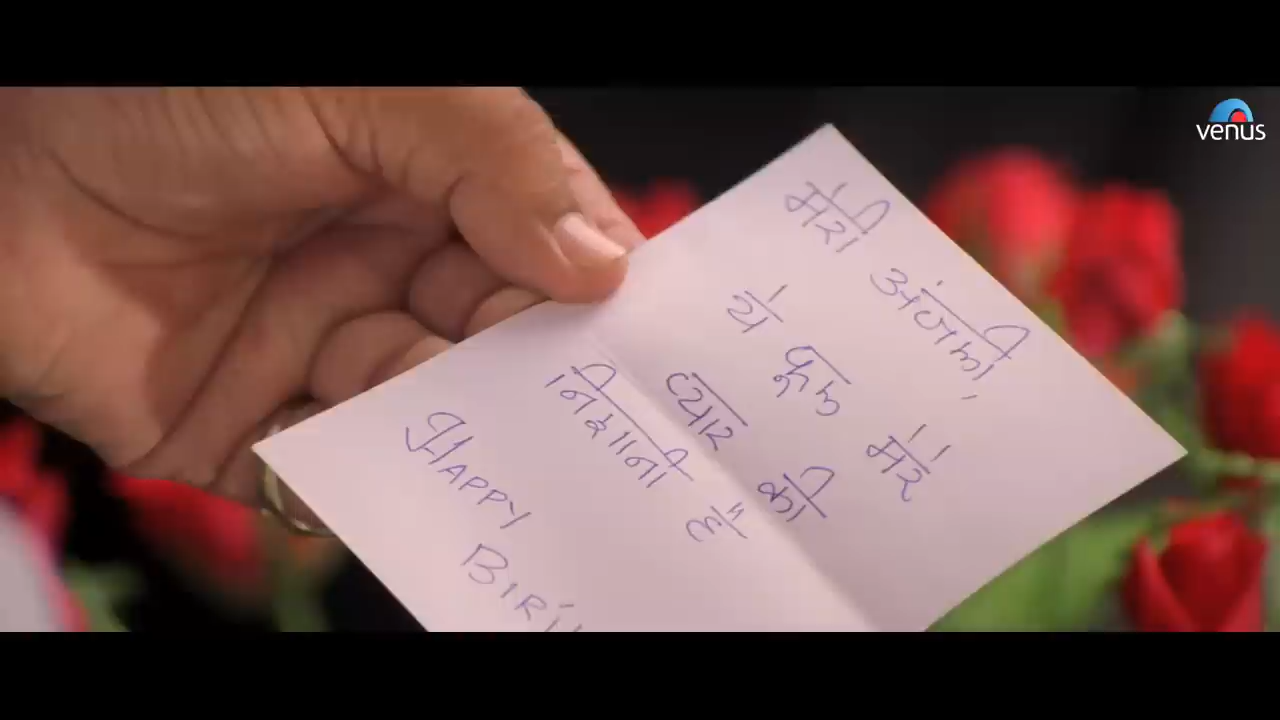 मेरी अंजली,
ये फूल मेरे
प्यार की
निशानी है
HAPPY
venus